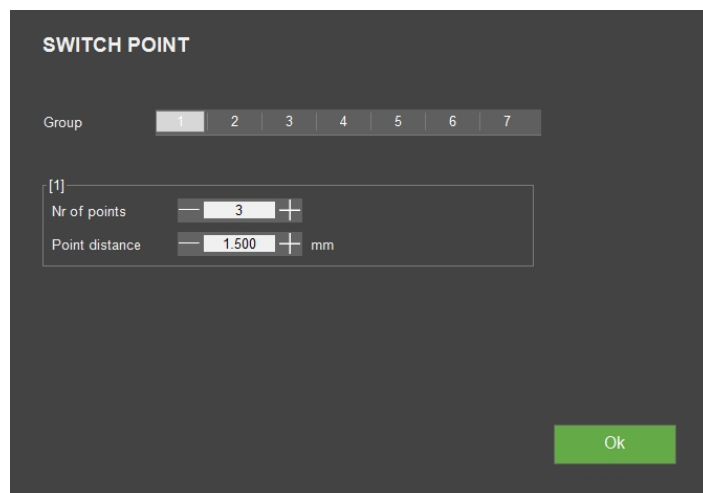 SWITCH POINT
Group 1 2 3 4 5 6 7
[1]
Nr of points 3
Point distance 1.500 mm
Ok